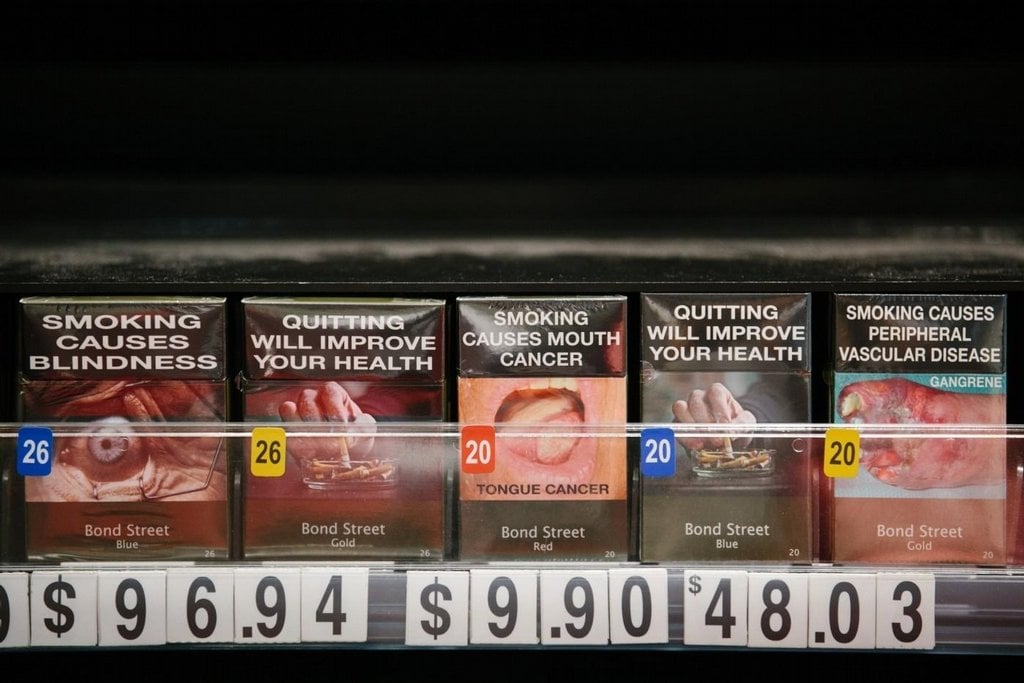 SMOKING
CAUSES
BLINDNESS
26
Bond Street
Blue
26
QUITTING
WILL IMPROVE
YOUR HEALTH
26
Bond Street
Gold
26
SMOKING
CAUSES MOUTH
CANCER
20
TONGUE CANCER
Bond Street
Red
20
QUITTING
WILL IMPROVE
YOUR HEALTH
20
Bond Street
Blue
20
SMOKING CAUSES
PERIPHERAL
VASCULAR DISEASE
GANGRENE
20
Bond Street
Gold
20
$96.94
$9.90
$48.03